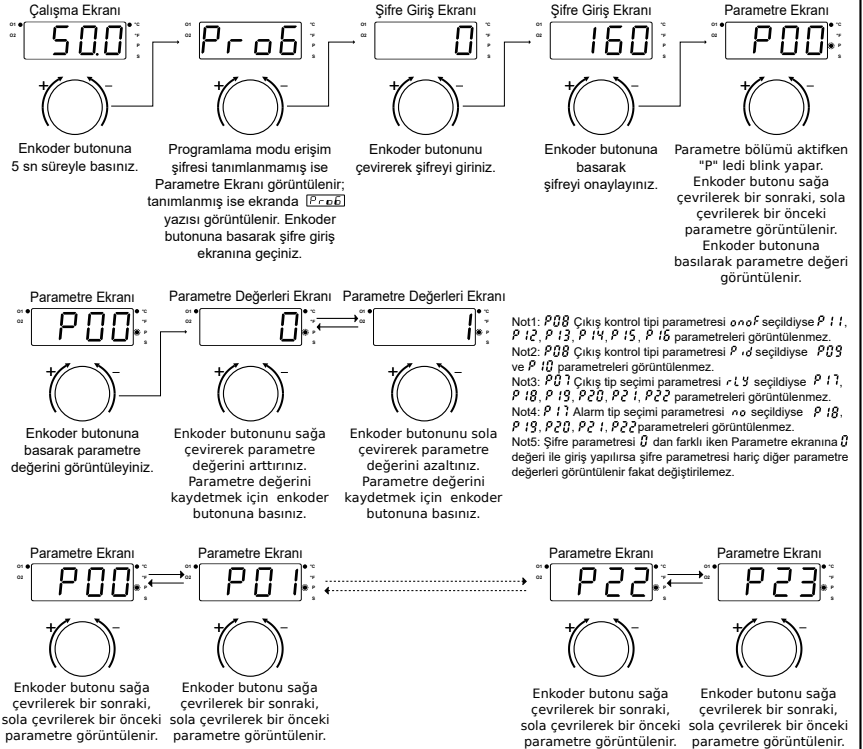 Çalışma Ekranı
Şifre Giriş Ekranı
Şifre Giriş Ekranı
Parametre Ekranı
O1
O2
°C
°F
P
S
50.0
Prog
0
160
P00
+ −
Enkoder butonuna
5 sn süreyle basınız.
Programlama modu erişim
şifresi tanımlanmamış ise
Parametre Ekranı görüntülenir;
tanımlanmış ise ekranda Prog
yazısı görüntülenir. Enkoder
butonuna basarak şifre giriş
ekranına geçiniz.
Enkoder butonunu
çevirerek şifreyi giriniz.
Enkoder butonuna
basarak
şifreyi onaylayınız.
Parametre bölümü aktifken
"P" ledi blink yapar.
Enkoder butonu sağa
çevrilerek bir sonraki, sola
çevrilerek bir önceki
parametre görüntülenir.
Enkoder butonuna
basılarak parametre değeri
görüntülenir.
Parametre Ekranı
Parametre Değerleri Ekranı
Parametre Değerleri Ekranı
P00
0
1
Enkoder butonuna
basarak parametre
değerini görüntüleyiniz.
Enkoder butonunu sağa
çevirerek parametre
değerini arttırınız.
Parametre değerini
kaydetmek için enkoder
butonuna basınız.
Enkoder butonunu sola
çevirerek parametre
değerini azaltınız.
Parametre değerini
kaydetmek için enkoder
butonuna basınız.
Not1: P08 Çıkış kontrol tipi parametresi onoF seçildiyse P11,
P12, P13, P14, P15, P16 parametreleri görüntülenmez.
Not2: P08 Çıkış kontrol tipi parametresi Pid seçildiyse P09
ve P10 parametreleri görüntülenmez.
Not3: P07 Çıkış tip seçimi parametresi rLY seçildiyse P17,
P18, P19, P20, P21, P22 parametreleri görüntülenmez.
Not4: P17 Alarm tip seçimi parametresi no seçildiyse P18,
P19, P20, P21, P22 parametreleri görüntülenmez.
Not5: Şifre parametresi 0 dan farklı iken Parametre ekranına 0
değeri ile giriş yapılırsa şifre parametresi hariç diğer parametre
değerleri görüntülenir fakat değiştirilemez.
Parametre Ekranı
Parametre Ekranı
Parametre Ekranı
Parametre Ekranı
P00
P01
P22
P23
Enkoder butonu sağa
çevrilerek bir sonraki,
sola çevrilerek bir önceki
parametre görüntülenir.
Enkoder butonu sağa
çevrilerek bir sonraki,
sola çevrilerek bir önceki
parametre görüntülenir.
Enkoder butonu sağa
çevrilerek bir sonraki,
sola çevrilerek bir önceki
parametre görüntülenir.
Enkoder butonu sağa
çevrilerek bir sonraki,
sola çevrilerek bir önceki
parametre görüntülenir.